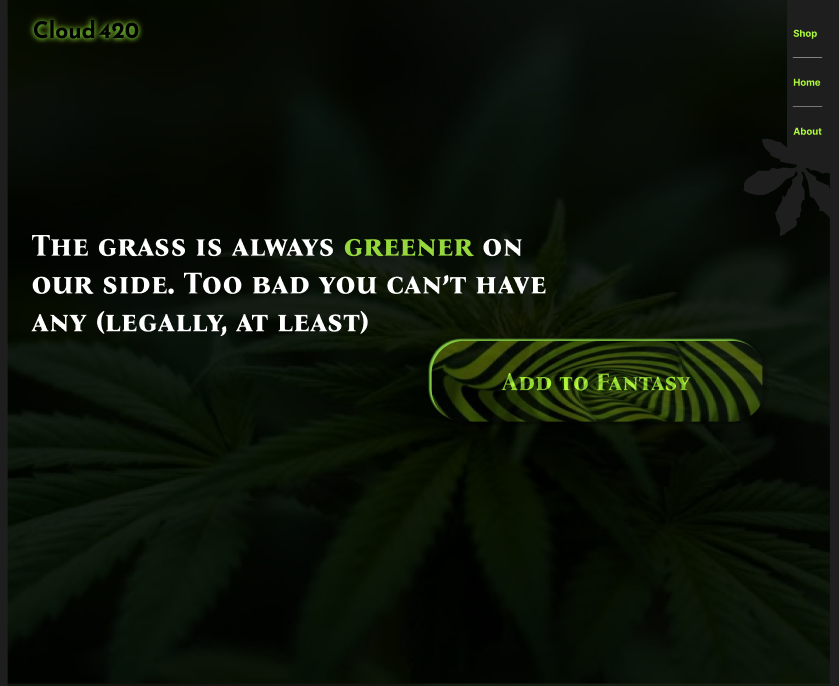 Cloud 420
Shop
Home
About
The grass is always greener on
our side. Too bad you can't have
any (legally, at least)
Add to Fantasy